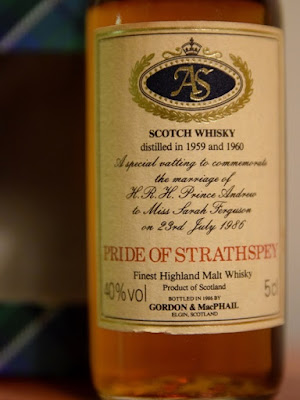 AS
SCOTCH WHISKY
distilled in 1959 and 1960
A special vatting to commemorate
the marriage of
H.R.H. Prince Andrew
to Miss Sarah Ferguson
on 23rd July 1986
PRIDE OF STRATHSPEY
Finest Highland Malt Whisky
Product of Scotland
40% vol 5cl
BOTTLED IN 1986 BY
GORDON & MacPHAIL
ELGIN, SCOTLAND